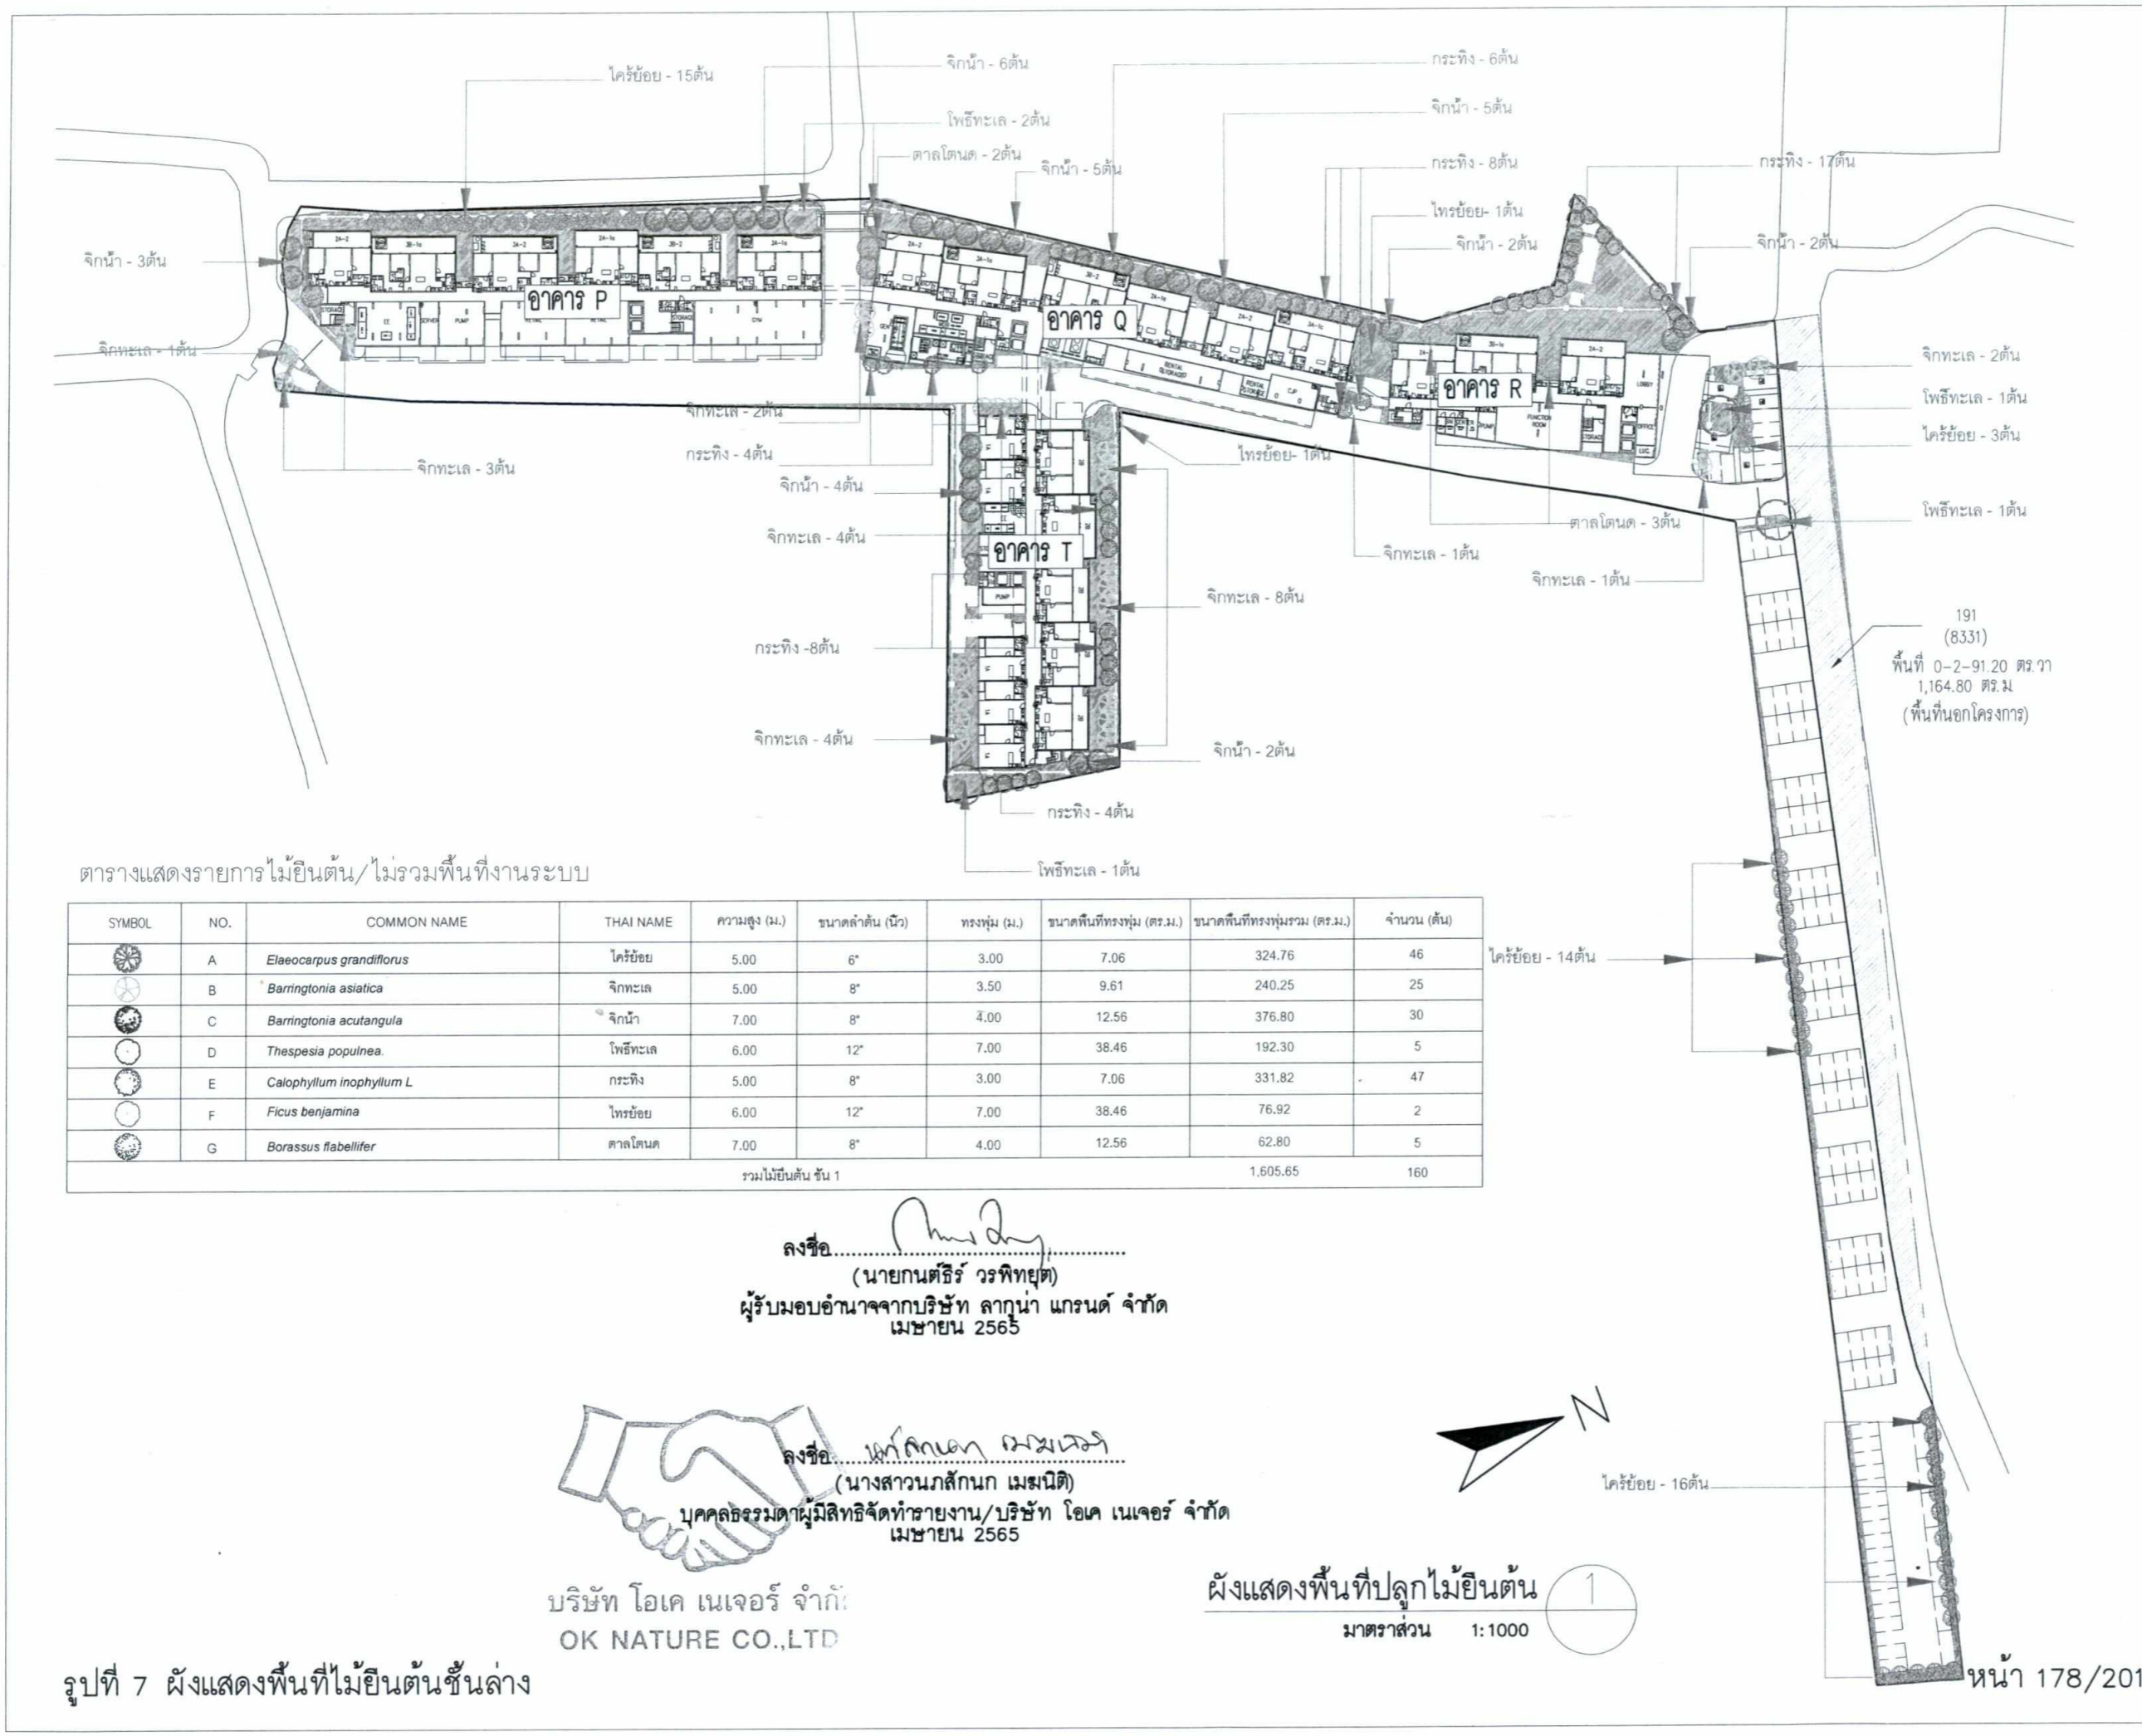 ไคร้ย้อย - 15ต้น
จิกน้ำ - 6ต้น
กระทิง - 6ต้น
โพธิ์ทะเล - 2ต้น
จิกน้ำ - 5ต้น
ตาลโตนด - 2ต้น
จิกน้ำ - 5ต้น
กระทิง - 8ต้น
กระทิง - 17ต้น
ไทรย้อย- 1ต้น
จิกน้ำ - 2ต้น
จิกน้ำ - 2ต้น
จิกน้ำ - 3ต้น
อาคาร P
อาคาร Q
อาคาร R
อาคาร T
จิกทะเล - 1ต้น
จิกทะเล - 2ต้น
โพธิ์ทะเล - 1ต้น
ไคร้ย้อย - 3ต้น
จิกทะเล - 2ต้น
กระทิง - 4ต้น
จิกทะเล - 3ต้น
ไทรย้อย- 1ต้น
จิกน้ำ - 4ต้น
จิกทะเล - 4ต้น
ตาลโตนด - 3ต้น
โพธิ์ทะเล - 1ต้น
จิกทะเล - 1ต้น
จิกทะเล - 1ต้น
จิกทะเล - 8ต้น
กระทิง -8ต้น
จิกทะเล - 4ต้น
จิกน้ำ - 2ต้น
กระทิง - 4ต้น
โพธิ์ทะเล - 1ต้น
191
(8331)
พื้นที่ 0-2-91.20 ตร.วา
1,164.80 ตร.ม
(พื้นที่นอกโครงการ)
ตารางแสดงรายการไม้ยืนต้น/ไม่รวมพื้นที่งานระบบ
SYMBOL NO. COMMON NAME THAI NAME ความสูง (ม.) ขนาดลำต้น (นิ้ว) ทรงพุ่ม (ม.) ขนาดพื้นที่ทรงพุ่ม (ตร.ม.) ขนาดพื้นที่ทรงพุ่มรวม (ตร.ม.) จำนวน (ต้น)
A Elaeocarpus grandiflorus ไคร้ย้อย 5.00 6" 3.00 7.06 324.76 46
B Barringtonia asiatica จิกทะเล 5.00 8" 3.50 9.61 240.25 25
C Barringtonia acutangula จิกน้ำ 7.00 8" 4.00 12.56 376.80 30
D Thespesia populnea. โพธิ์ทะเล 6.00 12" 7.00 38.46 192.30 5
E Calophyllum inophyllum L กระทิง 5.00 8" 3.00 7.06 331.82 47
F Ficus benjamina ไทรย้อย 6.00 12" 7.00 38.46 76.92 2
G Borassus flabellifer ตาลโตนด 7.00 8" 4.00 12.56 62.80 5
รวมไม้ยืนต้น ชั้น 1 1,605.65 160
ไคร้ย้อย - 14ต้น
ลงชื่อ
(นายกนต์ธีร์ วรพิทยุต)
ผู้รับมอบอำนาจจากบริษัท ลากูน่า แกรนด์ จำกัด
เมษายน 2565
ลงชื่อ
(นางสาวนภสักนก เมฆนิติ)
บุคคลธรรมดาผู้มีสิทธิจัดทำรายงาน/บริษัท โอเค เนเจอร์ จำกัด
เมษายน 2565
บริษัท โอเค เนเจอร์ จำกั
OK NATURE CO.,LTD
N
ไคร้ย้อย - 16ต้น
ผังแสดงพื้นที่ปลูกไม้ยืนต้น 1
มาตราส่วน 1:1000
รูปที่ 7 ผังแสดงพื้นที่ไม้ยืนต้นชั้นล่าง
หน้า 178/201